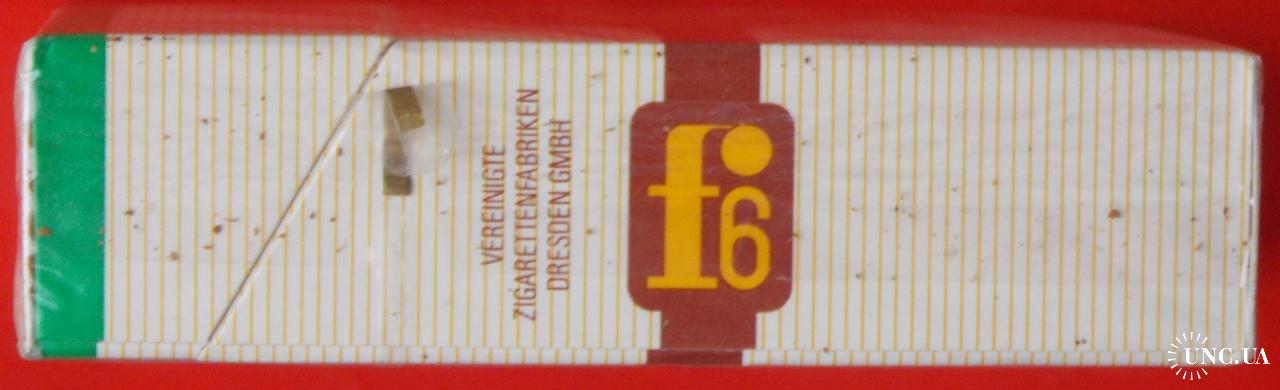 VEREINIGTE
ZIGARETTENFABRIKEN
DRESDEN GMBH
f6
UNC.UA